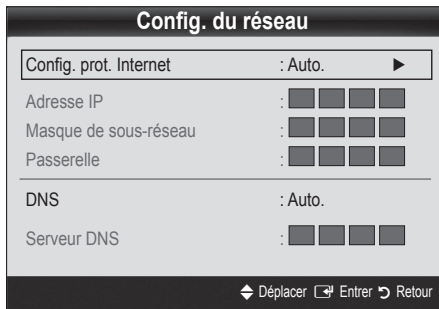 Config. du réseau
Config. prot. Internet : Auto. ►
Adresse IP :
Masque de sous-réseau :
Passerelle :
DNS : Auto.
Serveur DNS :
Déplacer Entrer Retour